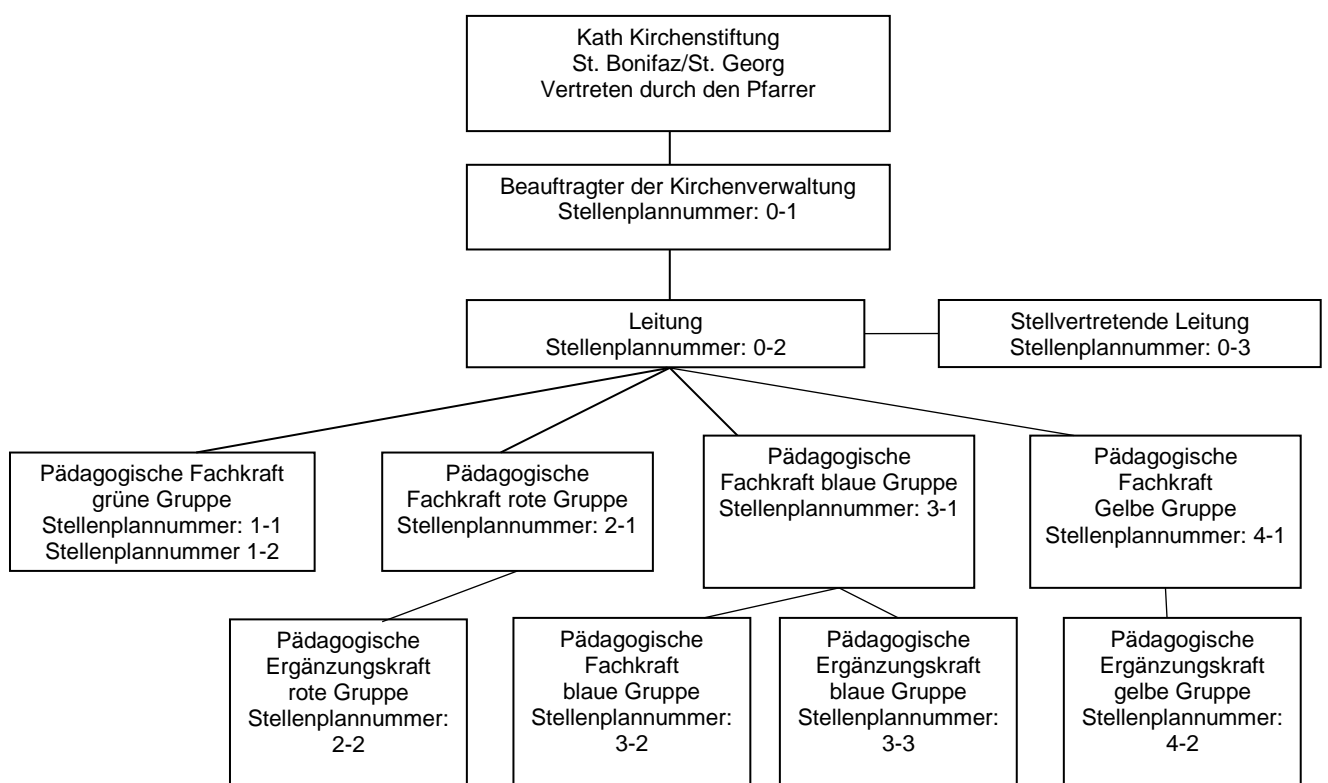 Kath Kirchenstiftung
St. Bonifaz/St. Georg
Vertreten durch den Pfarrer
Beauftragter der Kirchenverwaltung
Stellenplannummer: 0-1
Leitung
Stellenplannummer: 0-2
Stellvertretende Leitung
Stellenplannummer: 0-3
Pädagogische Fachkraft
grüne Gruppe
Stellenplannummer: 1-1
Stellenplannummer 1-2
Pädagogische
Fachkraft rote Gruppe
Stellenplannummer: 2-1
Pädagogische
Fachkraft blaue Gruppe
Stellenplannummer: 3-1
Pädagogische
Fachkraft
Gelbe Gruppe
Stellenplannummer: 4-1
Pädagogische
Ergänzungskraft
rote Gruppe
Stellenplannummer:
2-2
Pädagogische
Fachkraft
blaue Gruppe
Stellenplannummer:
3-2
Pädagogische
Ergänzungskraft
blaue Gruppe
Stellenplannummer:
3-3
Pädagogische
Ergänzungskraft
gelbe Gruppe
Stellenplannummer:
4-2